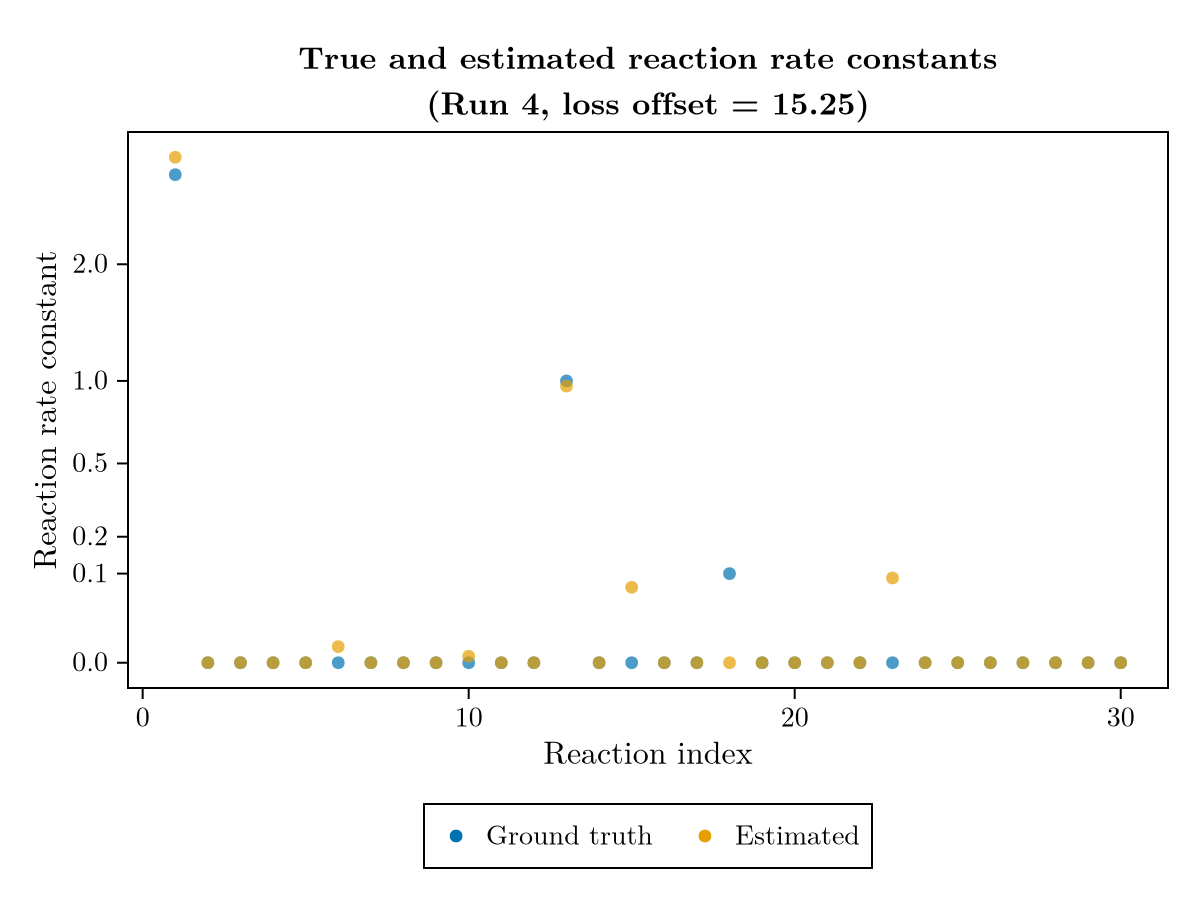 True and estimated reaction rate constants
(Run 4, loss offset = 15.25)
Reaction rate constant
2.0
1.0
0.5
0.2
0.1
0.0
0 10 20 30
Reaction index
Ground truth Estimated